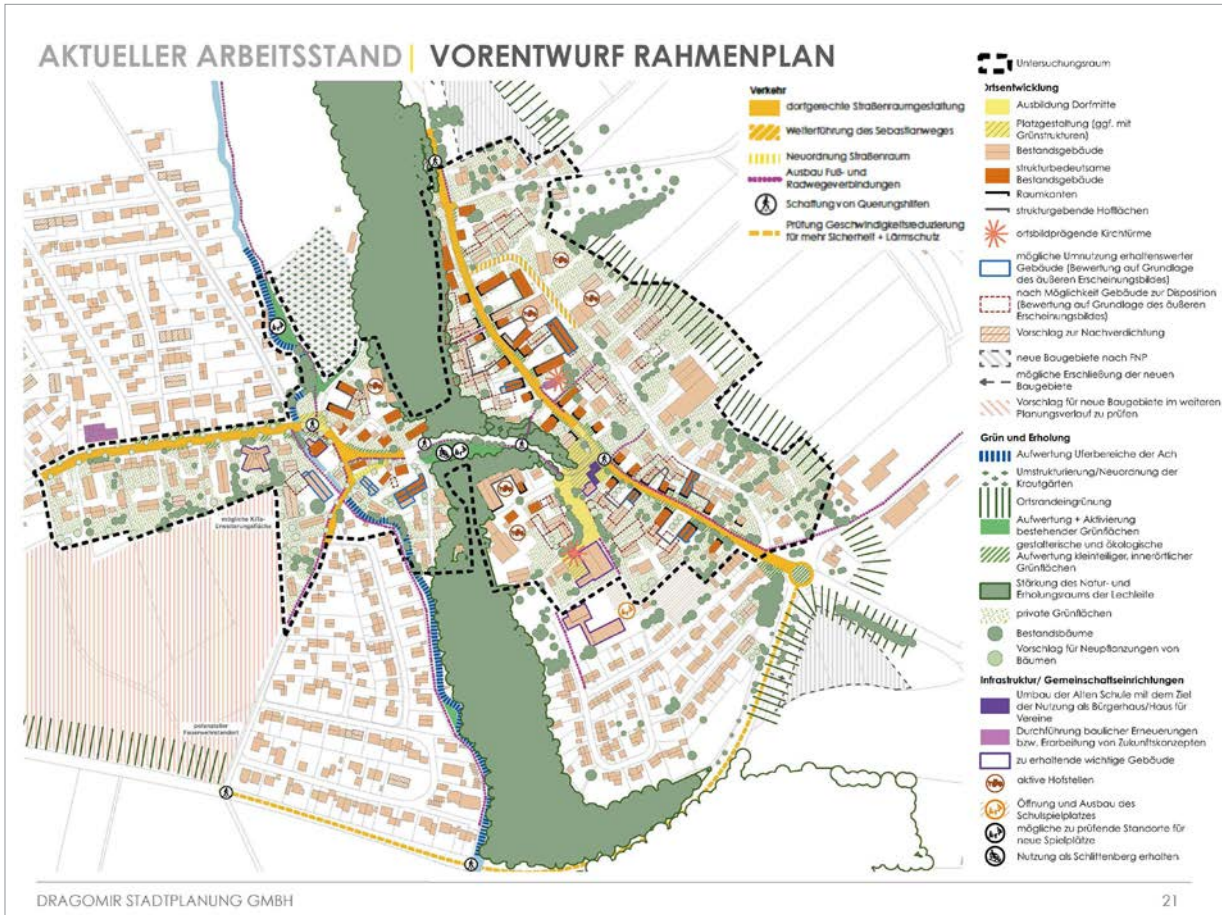 AKTUELLER ARBEITSSTAND | VORENTWURF RAHMENPLAN
Verkehr
dorfgerechte Straßenraumgestaltung
Weiterführung des Sebastianweges
Neuordnung Straßenraum
Ausbau Fuß- und
Radwegeverbindungen
Schaffung von Querungshilfen
Prüfung Geschwindigkeitsreduzierung
für mehr Sicherheit + Lärmschutz
Untersuchungsraum
Ortsentwicklung
Ausbildung Dorfmitte
Platzgestaltung (ggf. mit
Grünstrukturen)
Bestandsgebäude
strukturbedeutsame
Bestandsgebäude
Raumkanten
strukturgebende Hofflächen
ortsbildprägende Kirchtürme
mögliche Umnutzung erhaltenswerter
Gebäude (Bewertung auf Grundlage
des äußeren Erscheinungsbildes)
nach Möglichkeit Gebäude zur Disposition
(Bewertung auf Grundlage des äußeren
Erscheinungsbildes)
Vorschlag zur Nachverdichtung
neue Baugebiete nach FNP
mögliche Erschließung der neuen
Baugebiete
Vorschlag für neue Baugebiete im weiteren
Planungsverlauf zu prüfen
Grün und Erholung
Aufwertung Uferbereiche der Ach
Umstrukturierung/Neuordnung der
Krautgärten
Ortsrandeingrünung
Aufwertung + Aktivierung
bestehender Grünflächen
gestalterische und ökologische
Aufwertung kleinteiliger, innerörtlicher
Grünflächen
Stärkung des Natur- und
Erholungsraums der Lechleite
private Grünflächen
Bestandsbäume
Vorschlag für Neupflanzungen von
Bäumen
Infrastruktur/ Gemeinschaftseinrichtungen
Umbau der Alten Schule mit dem Ziel
der Nutzung als Bürgerhaus/Haus für
Vereine
Durchführung baulicher Erneuerungen
bzw. Erarbeitung von Zukunftskonzepten
zu erhaltende wichtige Gebäude
aktive Hofstellen
Öffnung und Ausbau des
Schulspielplatzes
mögliche zu prüfende Standorte für
neue Spielplätze
Nutzung als Schlittenberg erhalten
mögliche KiTa-
Erweiterungsfläche
potenzieller
Feuerwehrstandort
DRAGOMIR STADTPLANUNG GMBH
21